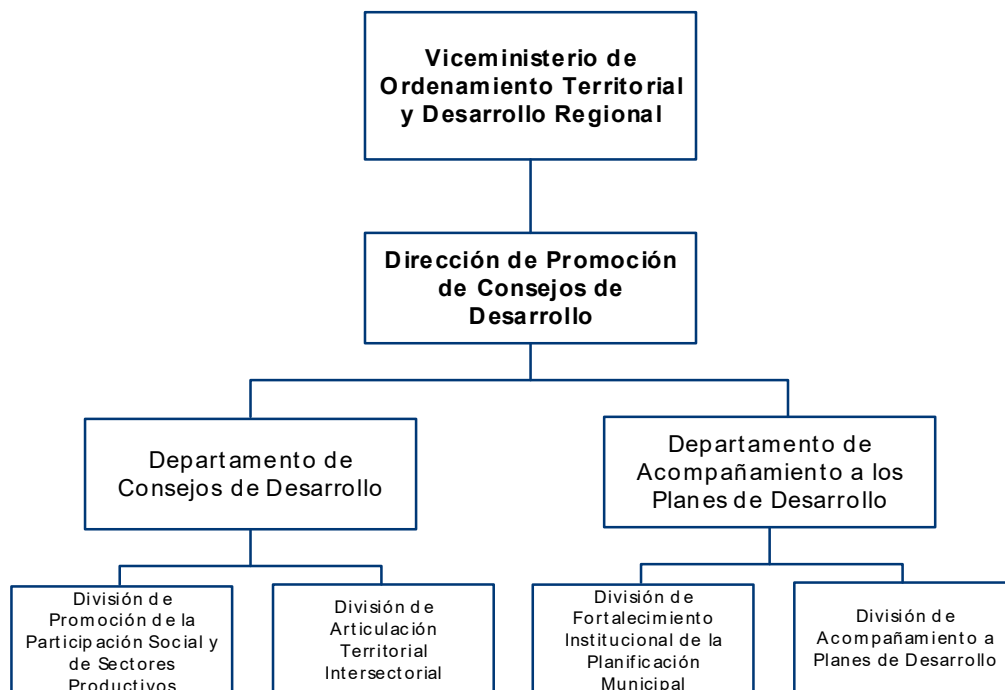 Viceministerio de
Ordenamiento Territorial
y Desarrollo Regional
Dirección de Promoción
de Consejos de
Desarrollo
Departamento de
Consejos de Desarrollo
Departamento de
Acompañamiento a los
Planes de Desarrollo
División de
Promoción de la
Participación Social y
de Sectores
Productivos
División de
Articulación
Territorial
Intersectorial
División de
Fortalecimiento
Institucional de la
Planificación
Municipal
División de
Acompañamiento a
Planes de Desarrollo